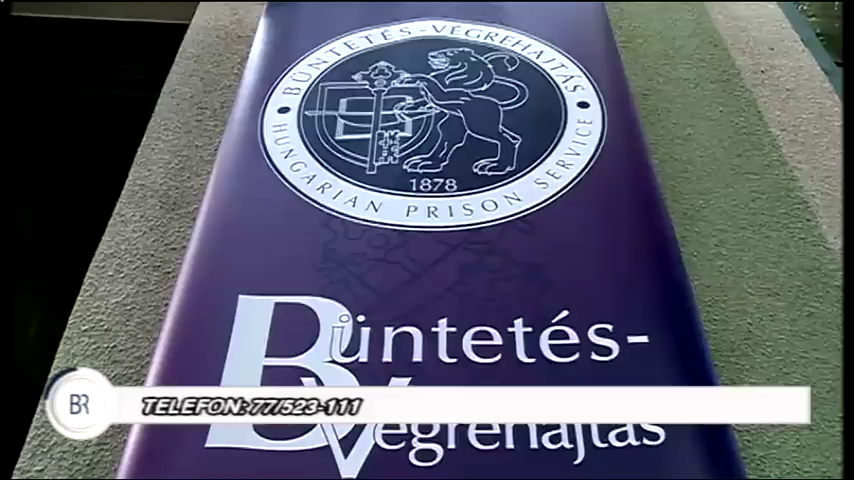 BÜNTETÉS-VÉGREHAJTÁS
HUNGARIAN PRISON SERVICE
1878
Büntetés-
Végrehajtás
BR
TELEFON: 77/523-111